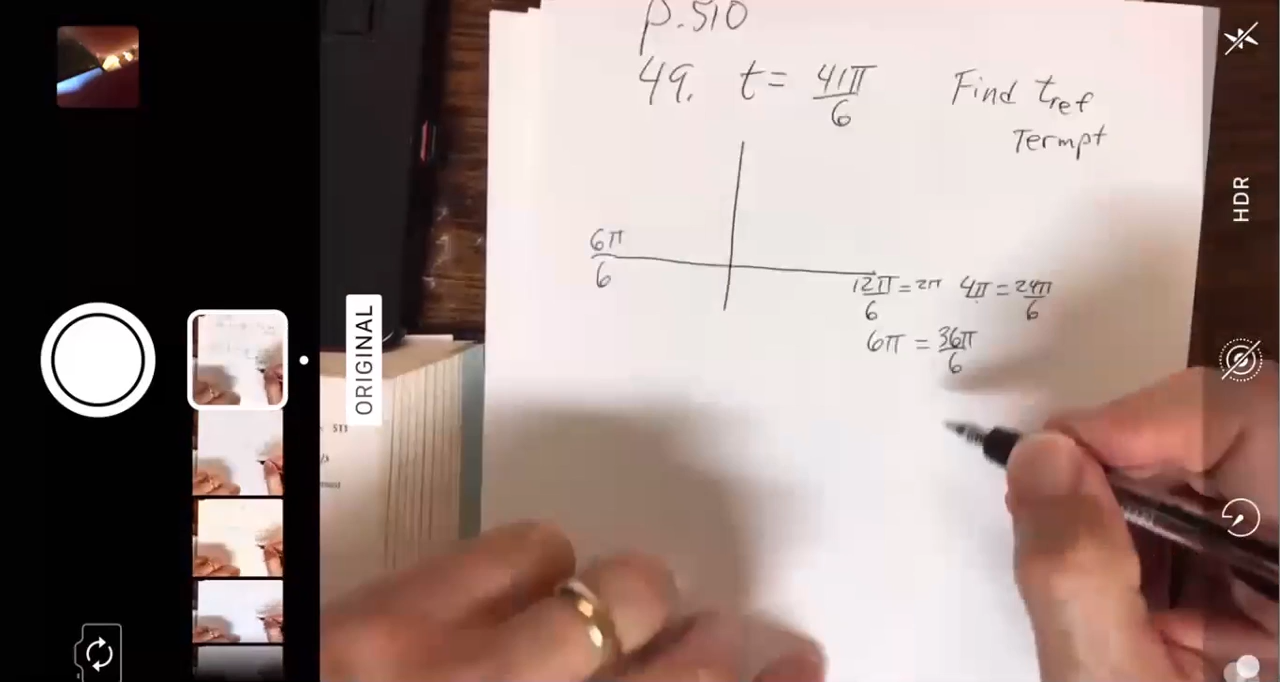 p.510
49. t = 41π/6 Find tref
Termpt
6π/6
12π/6 = 2π 4π = 24π/6
6π = 36π/6
ORIGINAL
HDR
511